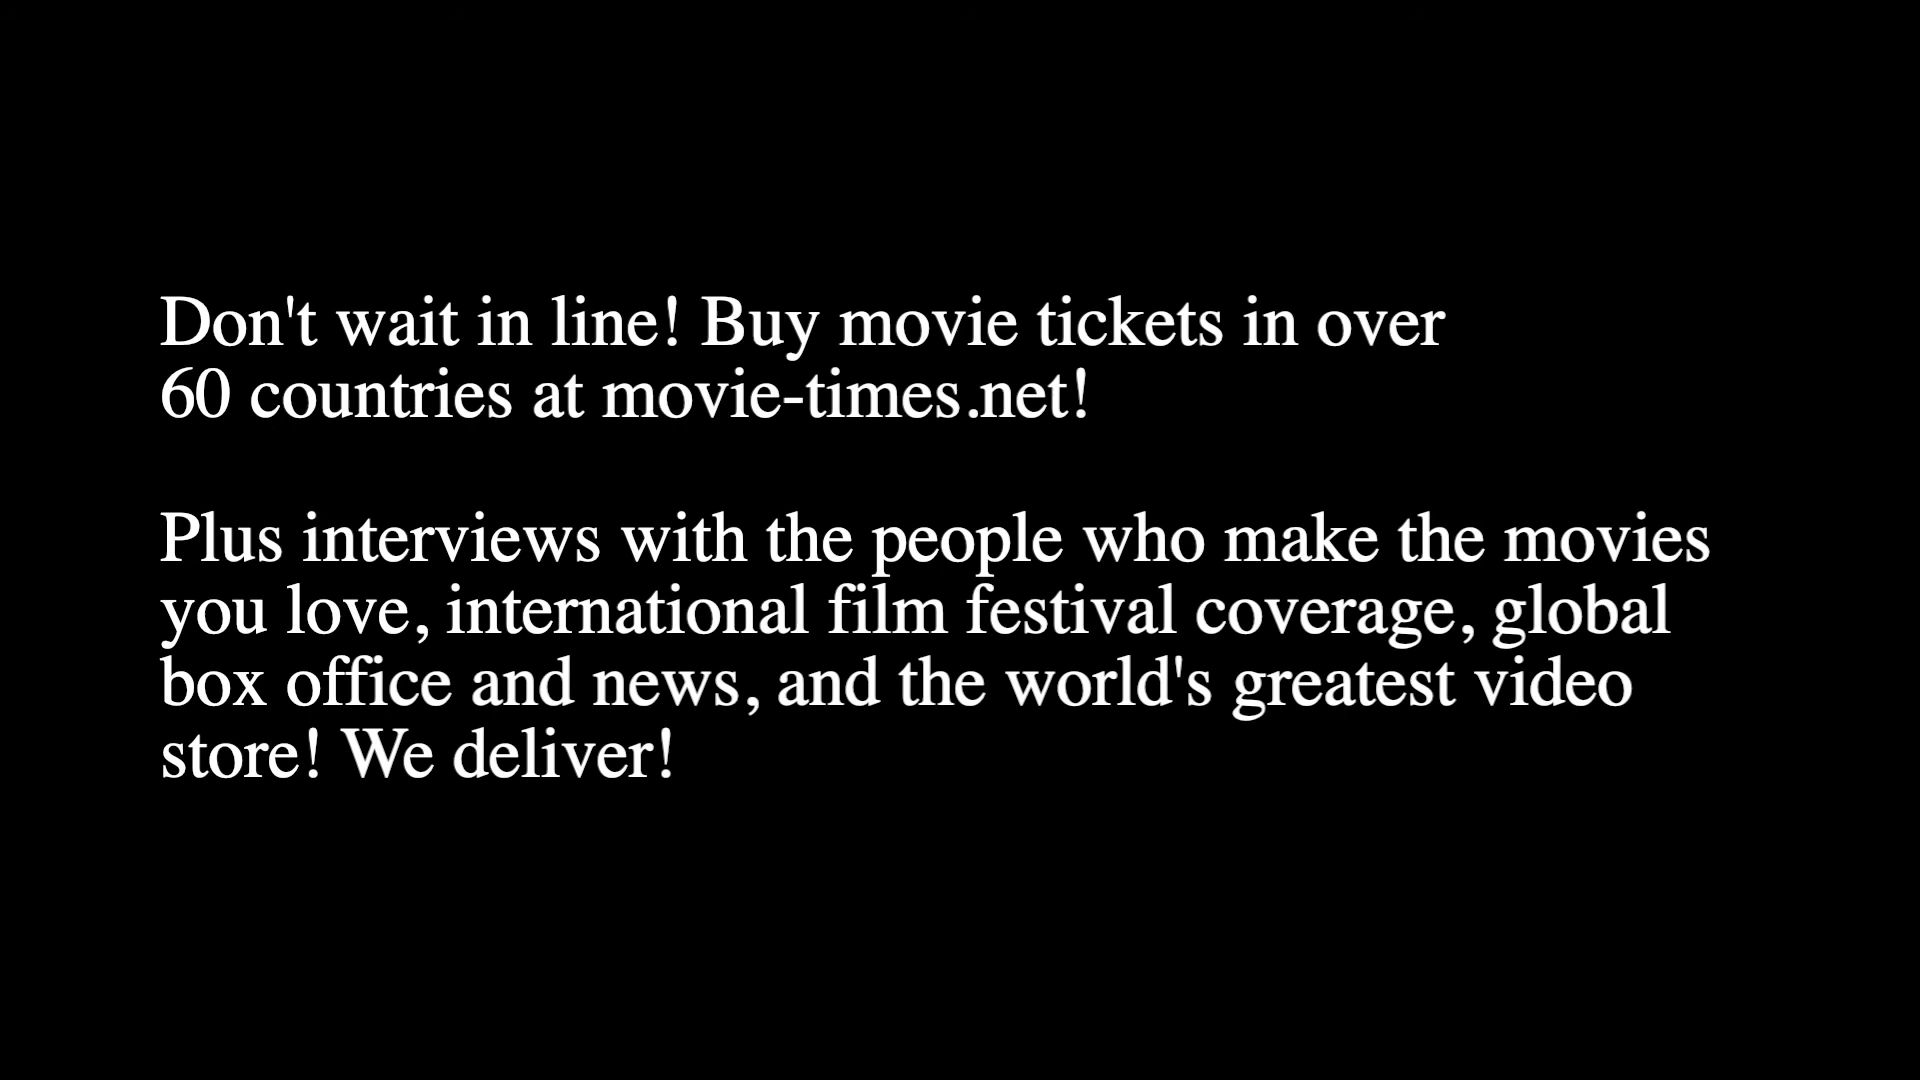 Don't wait in line! Buy movie tickets in over
60 countries at movie-times.net!
Plus interviews with the people who make the movies
you love, international film festival coverage, global
box office and news, and the world's greatest video
store! We deliver!